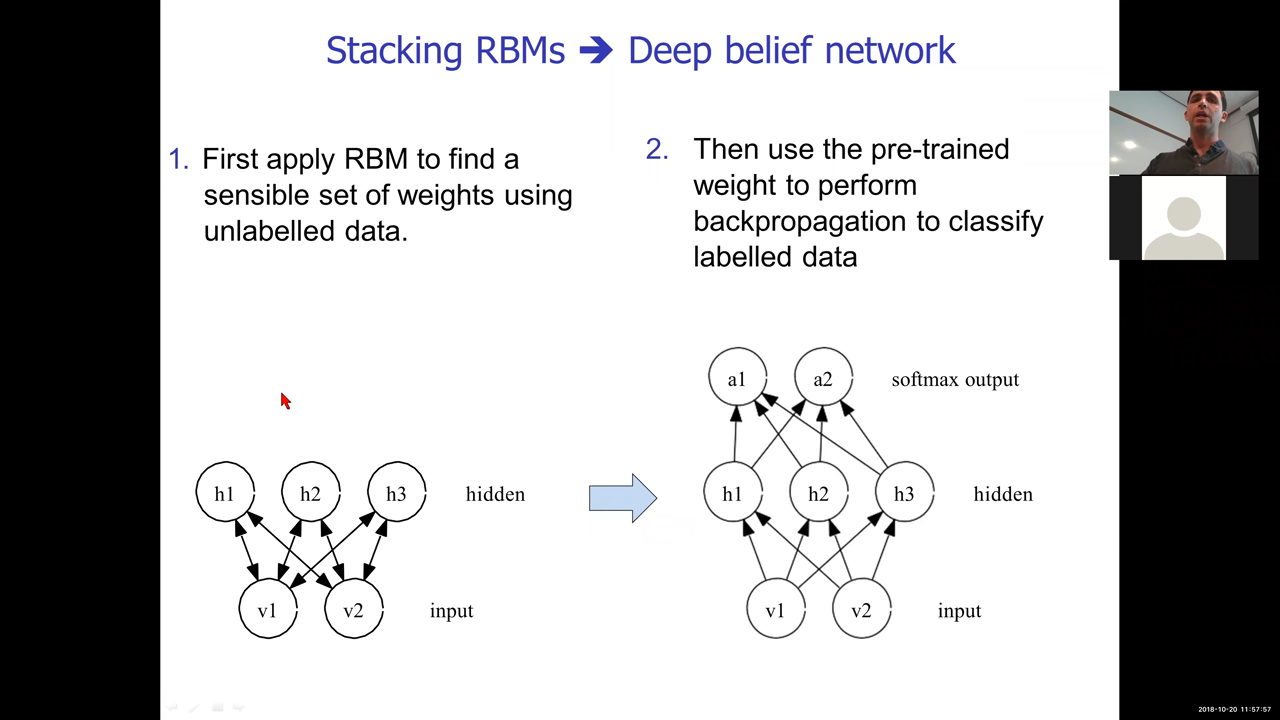 Stacking RBMs ➔ Deep belief network
1. First apply RBM to find a
sensible set of weights using
unlabelled data.
2. Then use the pre-trained
weight to perform
backpropagation to classify
labelled data
a1 a2 softmax output
h1 h2 h3 hidden
v1 v2 input
h1 h2 h3 hidden
v1 v2 input
2018-10-20 11:57:57